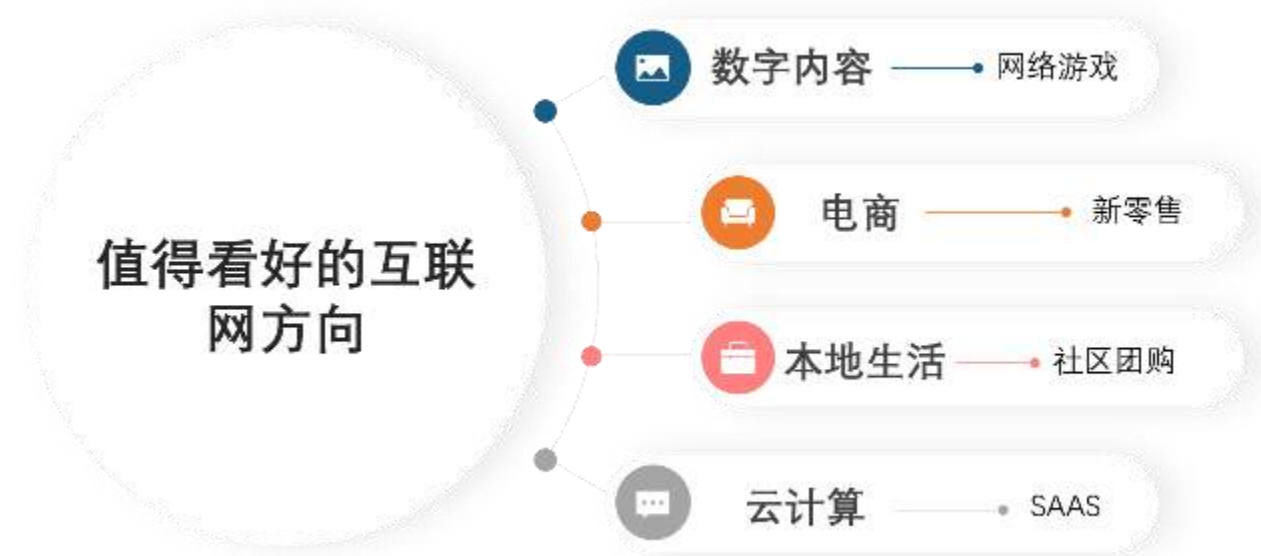 值得看好的互联
网方向
数字内容 网络游戏
电商 新零售
本地生活 社区团购
云计算 SAAS